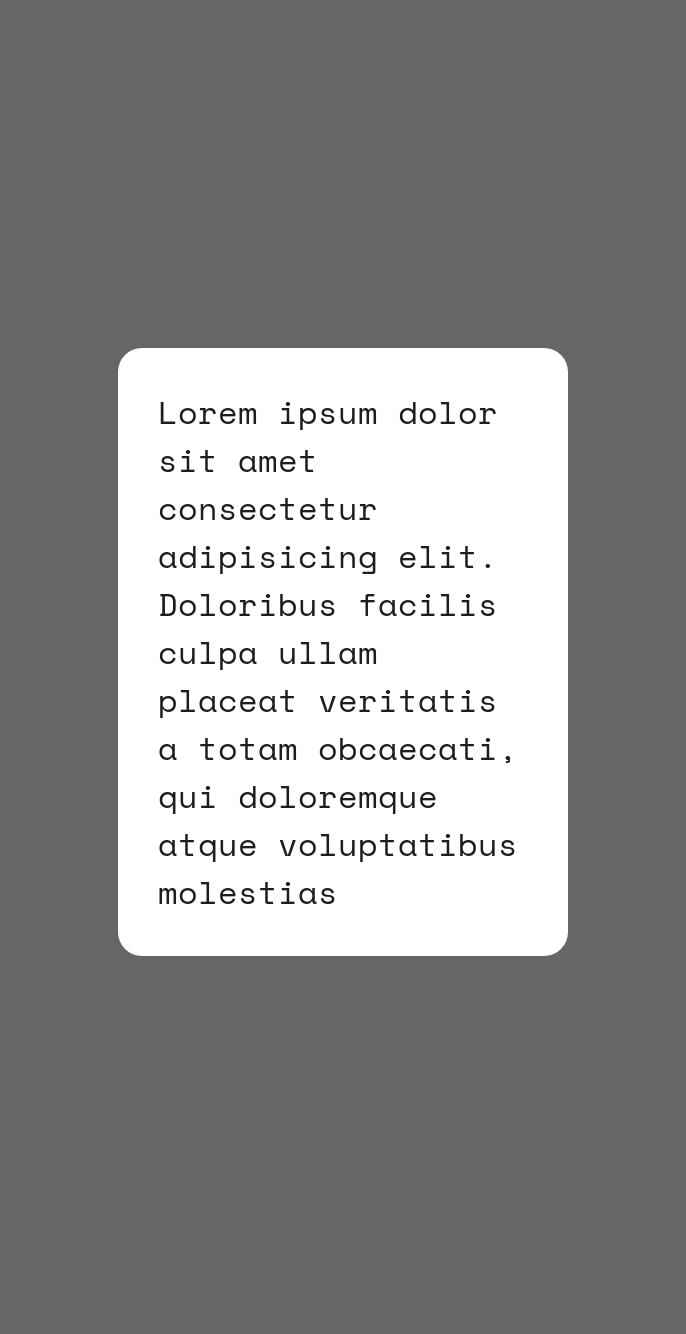 Lorem ipsum dolor
sit amet
consectetur
adipisicing elit.
Doloribus facilis
culpa ullam
placeat veritatis
a totam obcaecati,
qui doloremque
atque voluptatibus
molestias